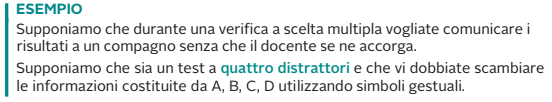 ESEMPIO
Supponiamo che durante una verifica a scelta multipla vogliate comunicare i
risultati a un compagno senza che il docente se ne accorga.
Supponiamo che sia un test a quattro distrattori e che vi dobbiate scambiare
le informazioni costituite da A, B, C, D utilizzando simboli gestuali.